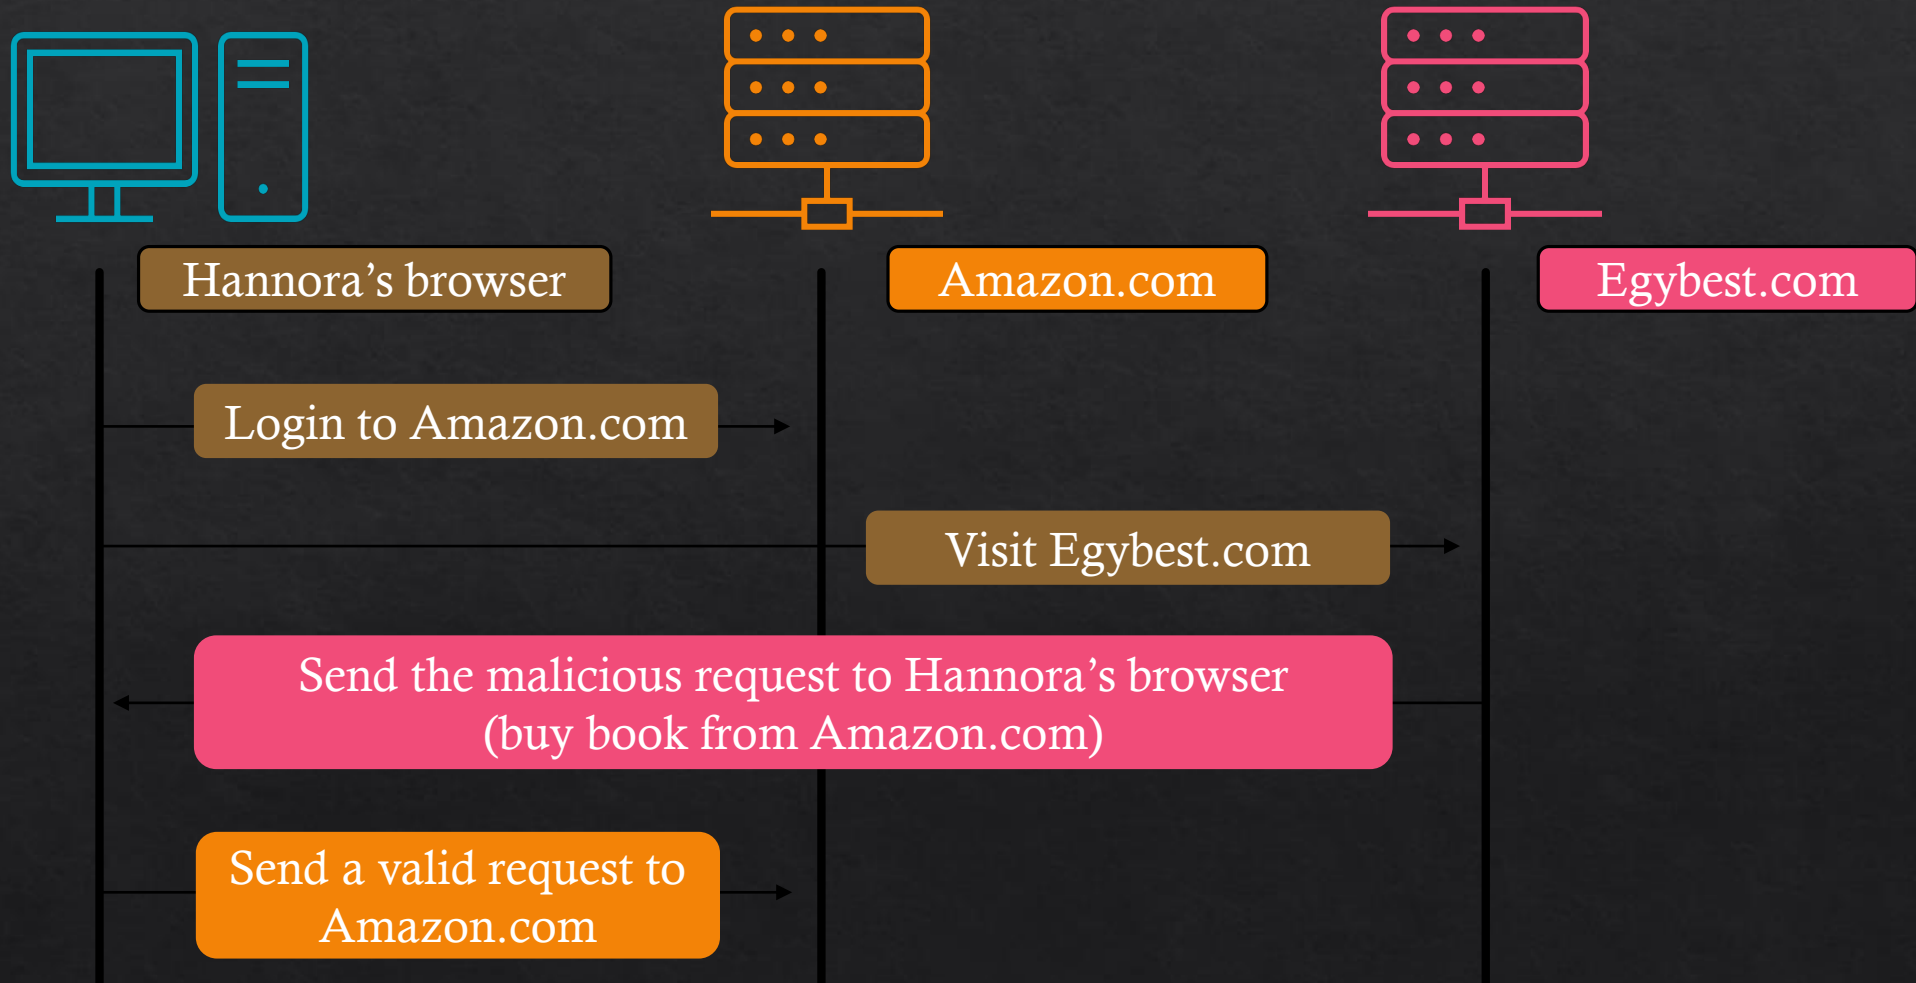 Hannora’s browser
Amazon.com
Egybest.com
Login to Amazon.com
Visit Egybest.com
Send the malicious request to Hannora’s browser
(buy book from Amazon.com)
Send a valid request to
Amazon.com